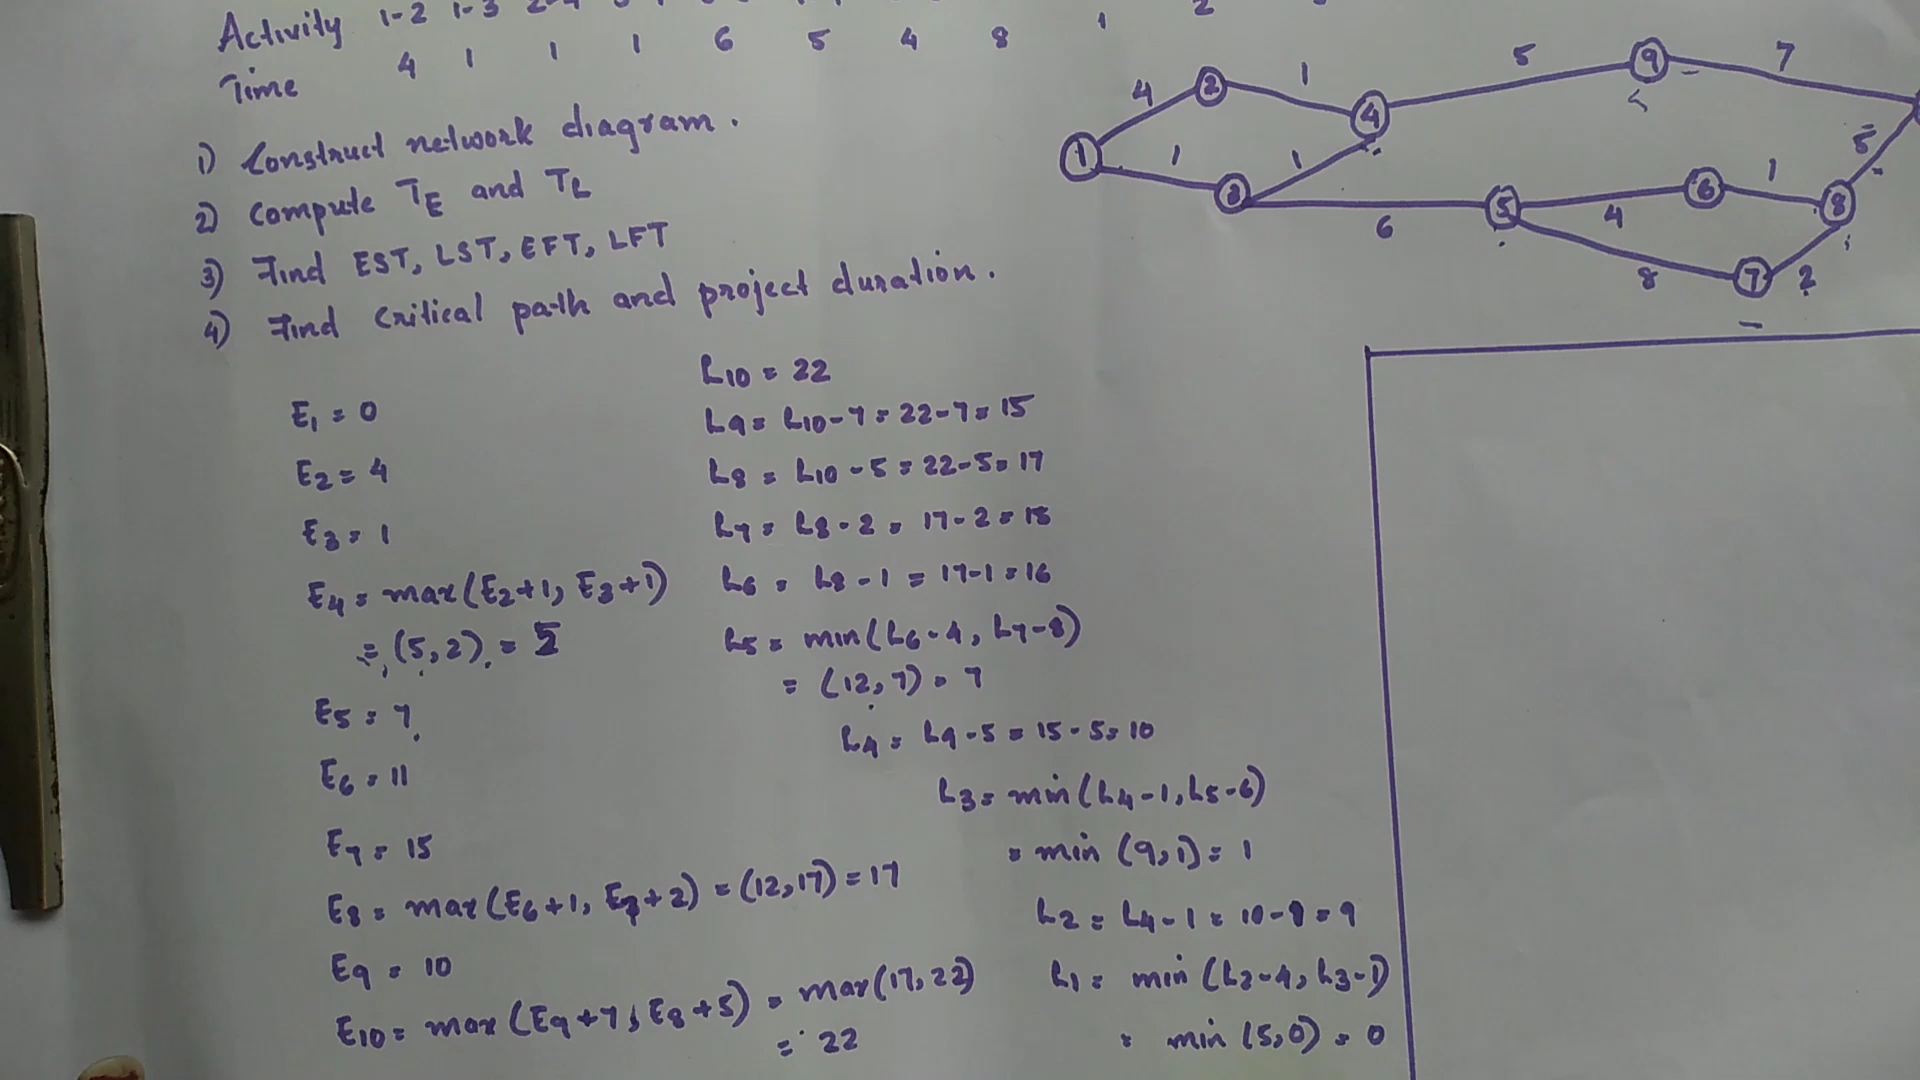 Activity 1-2 1-3 2-4
Time 4 1 1 1 6 5 4 8 1 2
1) Construct network diagram.
2) Compute TE and TL
3) Find EST, LST, EFT, LFT
4) Find critical path and project duration.
E1 = 0
E2 = 4
E3 = 1
E4 = max(E2+1, E3+1)
= (5,2) = 5
E5 = 7
E6 = 11
E7 = 15
E8 = max(E6+1, E7+2) = (12,17) = 17
E9 = 10
E10 = max(E9+7, E8+5) = max(17,22)
= 22
L10 = 22
L9 = L10-7 = 22-7 = 15
L8 = L10-5 = 22-5 = 17
L7 = L8-2 = 17-2 = 15
L6 = L8-1 = 17-1 = 16
L5 = min(L6-4, L7-8)
= (12,7) = 7
L4 = L9-5 = 15-5 = 10
L3 = min(L4-1, L5-6)
= min (9,1) = 1
L2 = L4-1 = 10-1 = 9
L1 = min (L2-4, L3-1)
= min (5,0) = 0
5 9 7
4 2 1 4
1 1 1 5
3 6 5 4 6 1 8
8 7 2